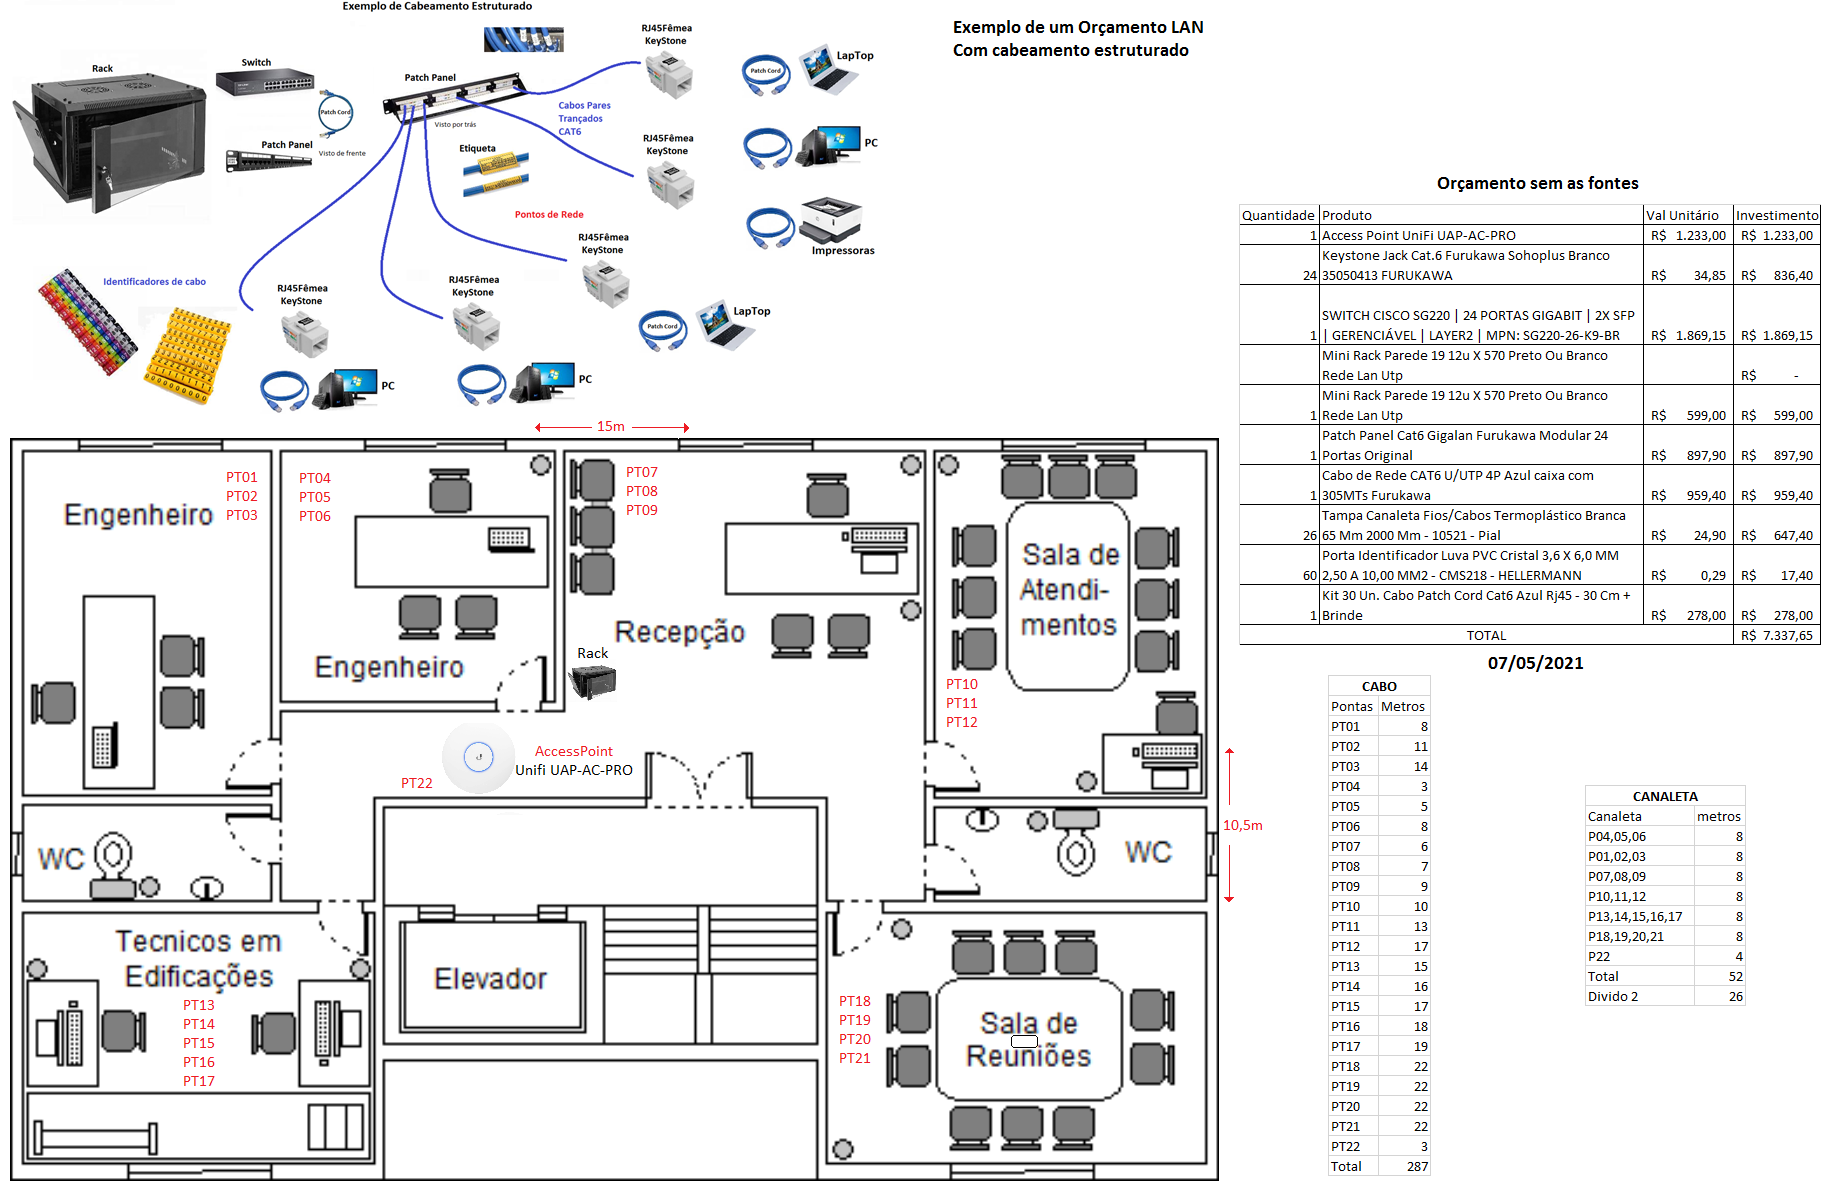 Exemplo de Cabeamento Estruturado
Exemplo de um Orçamento LAN
Com cabeamento estruturado
Rack
Switch
Patch Cord
Patch Panel
Visto de frente
Patch Panel
Visto por trás
Cabos Pares
Trançados
CAT6
Etiqueta
Pontos de Rede
RJ45Fêmea
KeyStone
Patch Cord
LapTop
RJ45Fêmea
KeyStone
PC
RJ45Fêmea
KeyStone
Impressoras
Identificadores de cabo
RJ45Fêmea
KeyStone
RJ45Fêmea
KeyStone
Patch Cord
LapTop
PC
PC
15m
PT01
PT02
PT03
Engenheiro
PT04
PT05
PT06
Engenheiro
PT07
PT08
PT09
Recepção
Rack
Sala de
Atendi-
mentos
PT10
PT11
PT12
AccessPoint
Unifi UAP-AC-PRO
PT22
10,5m
WC
WC
Tecnicos em
Edificações
PT13
PT14
PT15
PT16
PT17
Elevador
PT18
PT19
PT20
PT21
Sala de
Reuniões
Orçamento sem as fontes
Quantidade Produto Val Unitário Investimento
1 Access Point UniFi UAP-AC-PRO R$ 1.233,00 R$ 1.233,00
Keystone Jack Cat.6 Furukawa Sohoplus Branco
24 35050413 FURUKAWA R$ 34,85 R$ 836,40
SWITCH CISCO SG220 | 24 PORTAS GIGABIT | 2X SFP
1 | GERENCIÁVEL | LAYER2 | MPN: SG220-26-K9-BR R$ 1.869,15 R$ 1.869,15
Mini Rack Parede 19 12u X 570 Preto Ou Branco
Rede Lan Utp R$ -
Mini Rack Parede 19 12u X 570 Preto Ou Branco
1 Rede Lan Utp R$ 599,00 R$ 599,00
Patch Panel Cat6 Gigalan Furukawa Modular 24
1 Portas Original R$ 897,90 R$ 897,90
Cabo de Rede CAT6 U/UTP 4P Azul caixa com
1 305MTs Furukawa R$ 959,40 R$ 959,40
Tampa Canaleta Fios/Cabos Termoplástico Branca
26 65 Mm 2000 Mm - 10521 - Pial R$ 24,90 R$ 647,40
Porta Identificador Luva PVC Cristal 3,6 X 6,0 MM
60 2,50 A 10,00 MM2 - CMS218 - HELLERMANN R$ 0,29 R$ 17,40
Kit 30 Un. Cabo Patch Cord Cat6 Azul Rj45 - 30 Cm +
1 Brinde R$ 278,00 R$ 278,00
TOTAL R$ 7.337,65
07/05/2021
CABO
Pontas Metros
PT01 8
PT02 11
PT03 14
PT04 3
PT05 5
PT06 8
PT07 6
PT08 7
PT09 9
PT10 10
PT11 13
PT12 17
PT13 15
PT14 16
PT15 17
PT16 18
PT17 19
PT18 22
PT19 22
PT20 22
PT21 22
PT22 3
Total 287
CANALETA
Canaleta metros
P04,05,06 8
P01,02,03 8
P07,08,09 8
P10,11,12 8
P13,14,15,16,17 8
P18,19,20,21 8
P22 4
Total 52
Divido 2 26